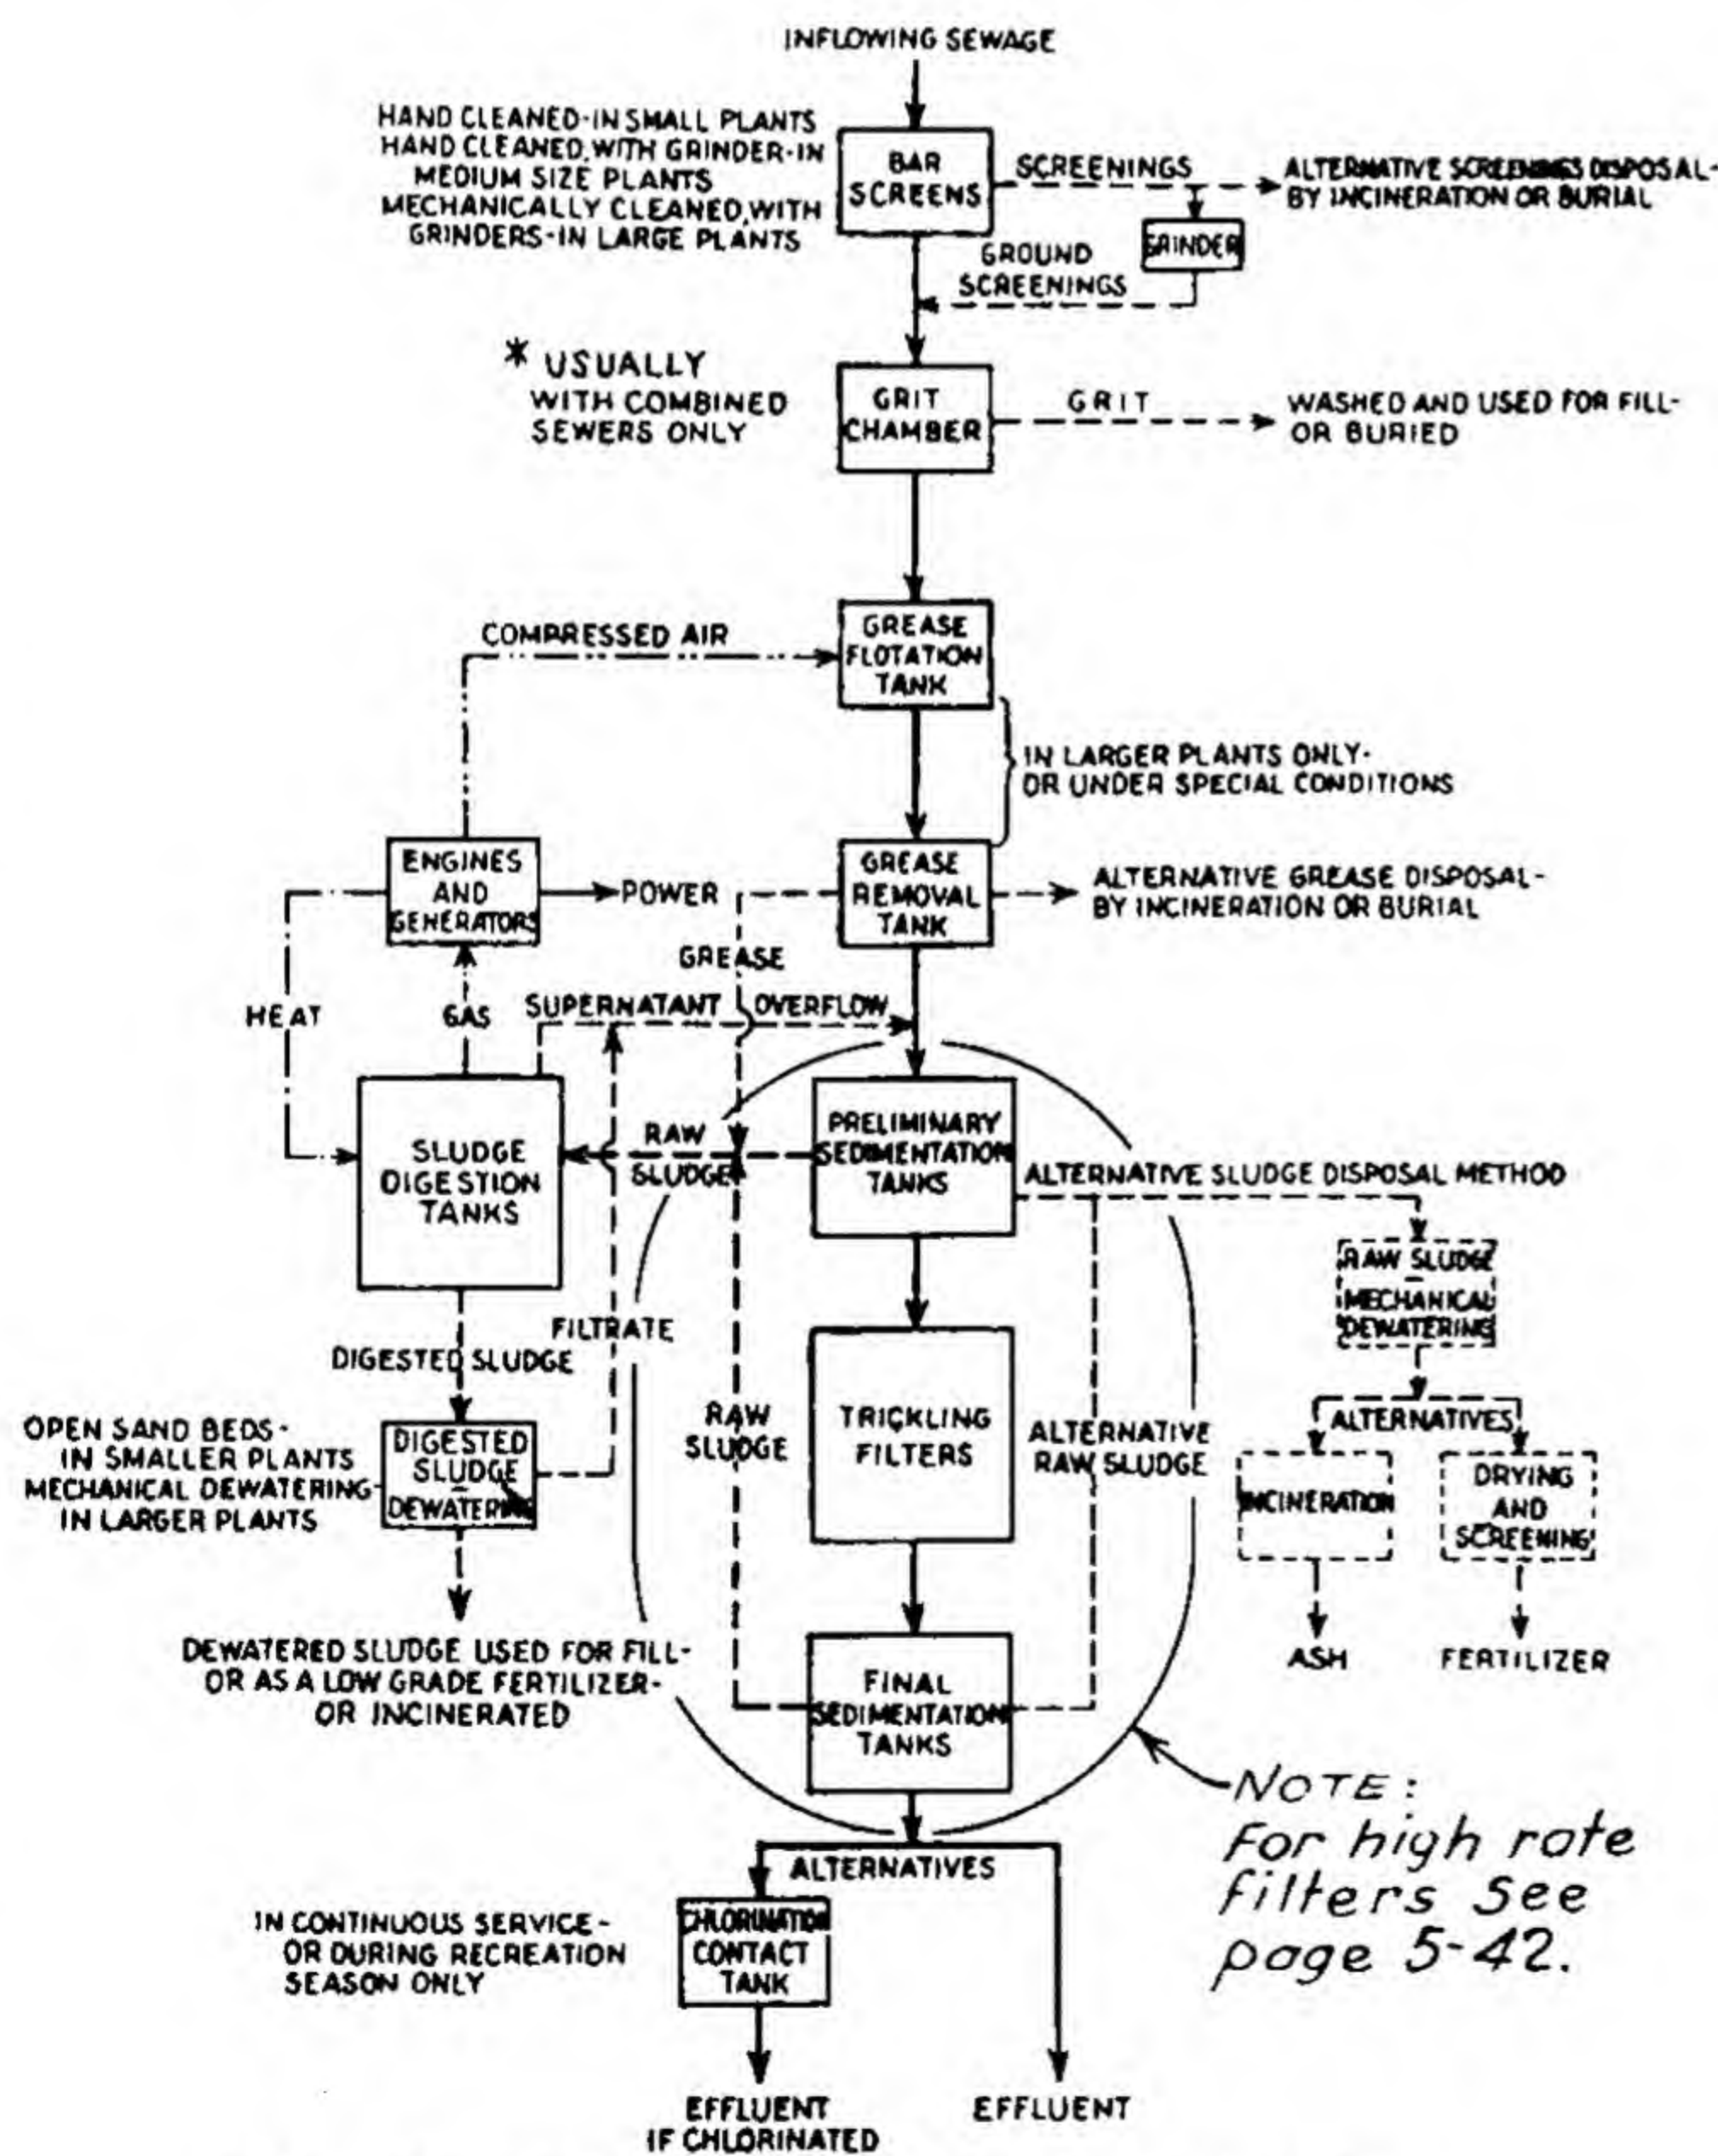 INFLOWING SEWAGE
HAND CLEANED-IN SMALL PLANTS
HAND CLEANED, WITH GRINDER-IN
MEDIUM SIZE PLANTS
MECHANICALLY CLEANED, WITH
GRINDERS-IN LARGE PLANTS
BAR
SCREENS
SCREENINGS
ALTERNATIVE SCREENINGS DISPOSAL-
BY INCINERATION OR BURIAL
GRINDER
GROUND
SCREENINGS
* USUALLY
WITH COMBINED
SEWERS ONLY
GRIT
CHAMBER
GRIT
WASHED AND USED FOR FILL-
OR BURIED
COMPRESSED AIR
GREASE
FLOTATION
TANK
IN LARGER PLANTS ONLY-
OR UNDER SPECIAL CONDITIONS
ENGINES
AND
GENERATORS
POWER
GREASE
REMOVAL
TANK
ALTERNATIVE GREASE DISPOSAL-
BY INCINERATION OR BURIAL
GREASE
HEAT
GAS
SUPERNATANT OVERFLOW
SLUDGE
DIGESTION
TANKS
RAW
SLUDGE
PRELIMINARY
SEDIMENTATION
TANKS
ALTERNATIVE SLUDGE DISPOSAL METHOD
RAW SLUDGE
MECHANICAL
DEWATERING
FILTRATE
DIGESTED SLUDGE
OPEN SAND BEDS-
IN SMALLER PLANTS
MECHANICAL DEWATERING-
IN LARGER PLANTS
DIGESTED
SLUDGE
DEWATERING
RAW
SLUDGE
TRICKLING
FILTERS
ALTERNATIVE
RAW SLUDGE
ALTERNATIVES
INCINERATION
DRYING
AND
SCREENING
DEWATERED SLUDGE USED FOR FILL-
OR AS A LOW GRADE FERTILIZER-
OR INCINERATED
FINAL
SEDIMENTATION
TANKS
ASH
FERTILIZER
NOTE:
For high rate
filters see
page 5-42.
ALTERNATIVES
IN CONTINUOUS SERVICE-
OR DURING RECREATION
SEASON ONLY
CHLORINATION
CONTACT
TANK
EFFLUENT
IF CHLORINATED
EFFLUENT